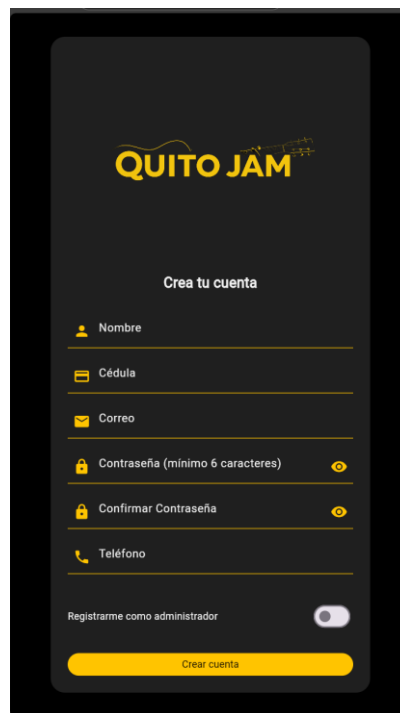 QUITO JAM
Crea tu cuenta
Nombre
Cédula
Correo
Contraseña (mínimo 6 caracteres)
Confirmar Contraseña
Teléfono
Registrarme como administrador
Crear cuenta